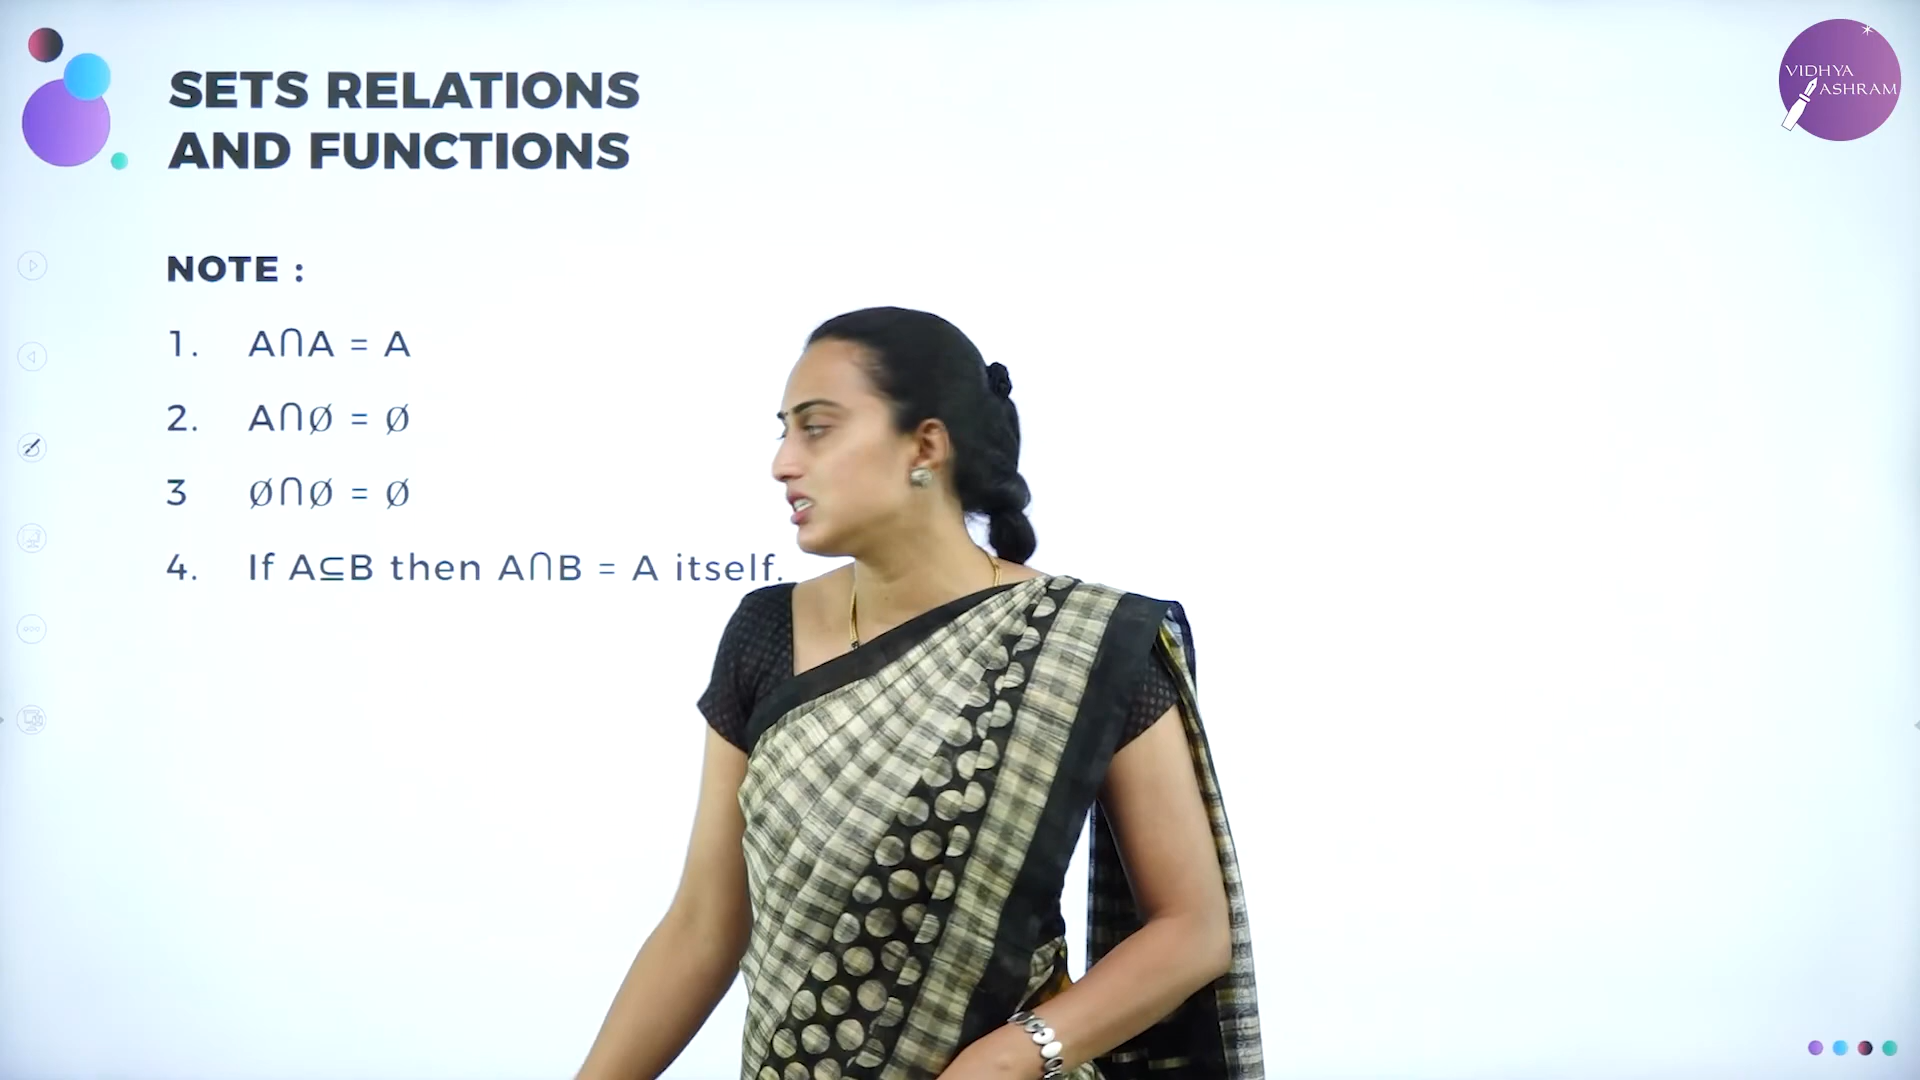 SETS RELATIONS
AND FUNCTIONS
VIDHYA
ASHRAM
NOTE :
1. A∩A = A
2. A∩Ø = Ø
3 Ø∩Ø = Ø
4. If A⊆B then A∩B = A itself.